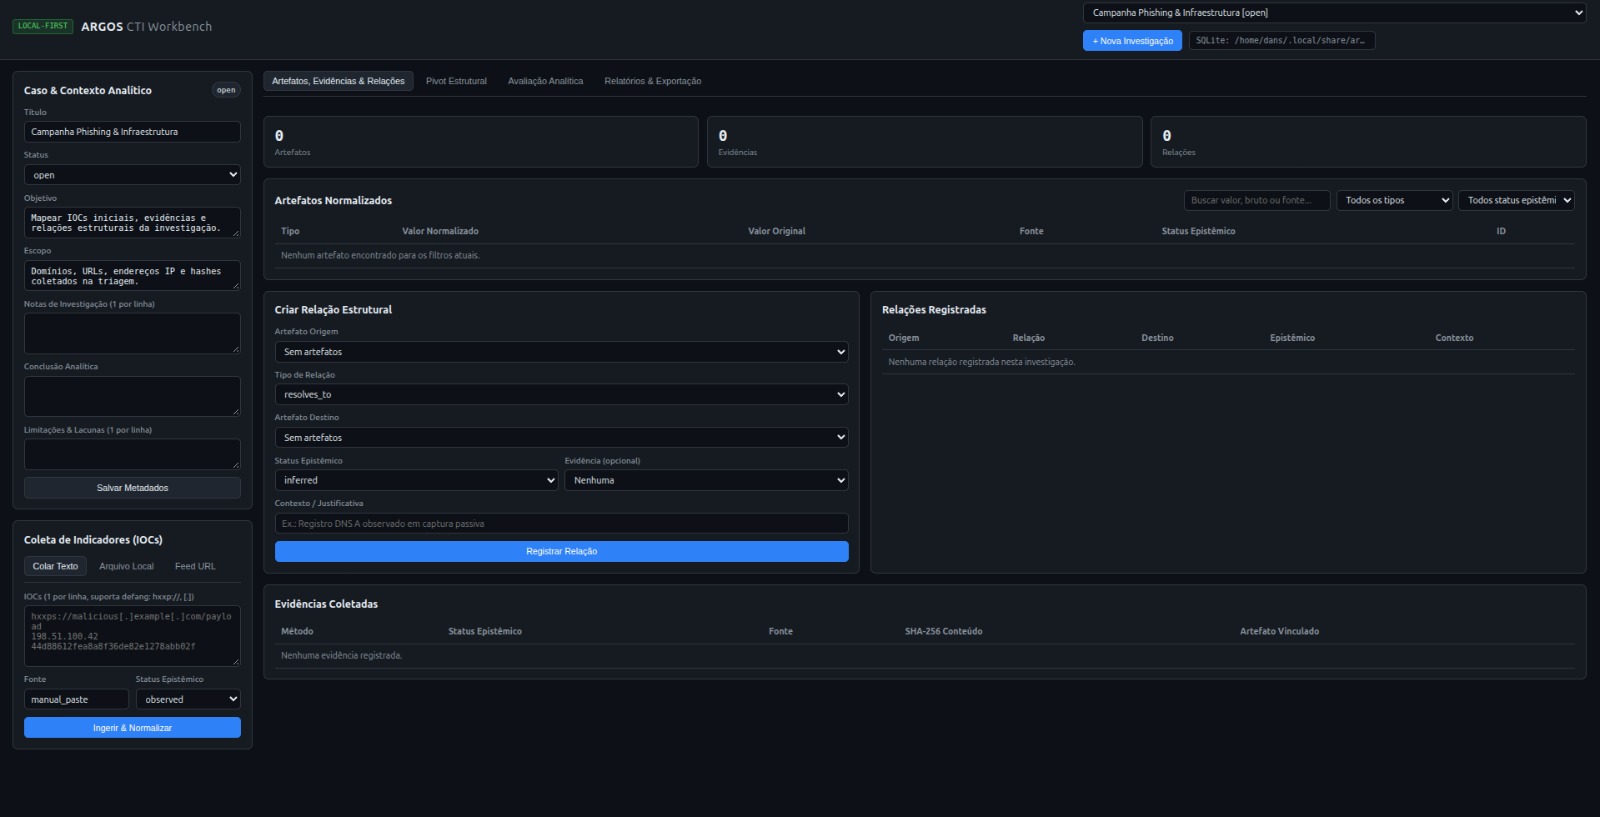 LOCAL-FIRST ARGOS CTI Workbench
Campanha Phishing & Infraestrutura [open]
+ Nova Investigação
SQLite: /home/dans/.local/share/ar…
Caso & Contexto Analítico
open
Título
Campanha Phishing & Infraestrutura
Status
open
Objetivo
Mapear IOCs iniciais, evidências e
relações estruturais da investigação.
Escopo
Domínios, URLs, endereços IP e hashes
coletados na triagem.
Notas de Investigação (1 por linha)
Conclusão Analítica
Limitações & Lacunas (1 por linha)
Salvar Metadados
Coleta de Indicadores (IOCs)
Colar Texto Arquivo Local Feed URL
IOCs (1 por linha, suporta defang: hxxp://, [.])
hxxps://malicious[.]example[.]com/paylo
ad
198.51.100.42
44d88612fea8a8f36de82e1278abb02f
Fonte Status Epistêmico
manual_paste observed
Ingerir & Normalizar
Artefatos, Evidências & Relações Pivot Estrutural Avaliação Analítica Relatórios & Exportação
0
Artefatos
0
Evidências
0
Relações
Artefatos Normalizados
Buscar valor, bruto ou fonte... Todos os tipos Todos status epistêmi
Tipo Valor Normalizado Valor Original Fonte Status Epistêmico ID
Nenhum artefato encontrado para os filtros atuais.
Criar Relação Estrutural
Artefato Origem
Sem artefatos
Tipo de Relação
resolves_to
Artefato Destino
Sem artefatos
Status Epistêmico Evidência (opcional)
inferred Nenhuma
Contexto / Justificativa
Ex.: Registro DNS A observado em captura passiva
Registrar Relação
Relações Registradas
Origem Relação Destino Epistêmico Contexto
Nenhuma relação registrada nesta investigação.
Evidências Coletadas
Método Status Epistêmico Fonte SHA-256 Conteúdo Artefato Vinculado
Nenhuma evidência registrada.